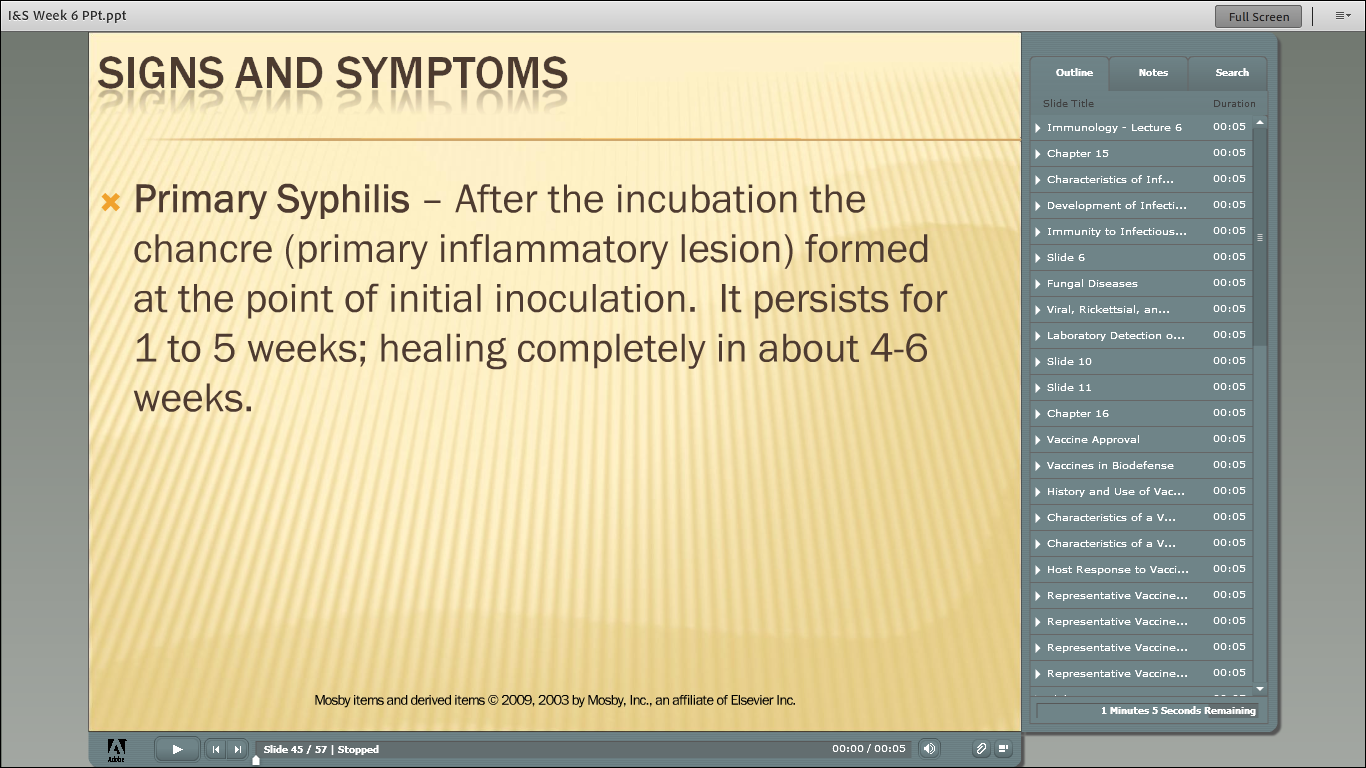 I&S Week 6 PPt.ppt
Full Screen
SIGNS AND SYMPTOMS
Primary Syphilis – After the incubation the
chancre (primary inflammatory lesion) formed
at the point of initial inoculation. It persists for
1 to 5 weeks; healing completely in about 4-6
weeks.
Mosby items and derived items © 2009, 2003 by Mosby, Inc., an affiliate of Elsevier Inc.
Adobe
Slide 45 / 57 | Stopped
00:00 / 00:05
Outline Notes Search
Slide Title Duration
Immunology - Lecture 6 00:05
Chapter 15 00:05
Characteristics of Inf... 00:05
Development of Infecti... 00:05
Immunity to Infectious... 00:05
Slide 6 00:05
Fungal Diseases 00:05
Viral, Rickettsial, an... 00:05
Laboratory Detection o... 00:05
Slide 10 00:05
Slide 11 00:05
Chapter 16 00:05
Vaccine Approval 00:05
Vaccines in Biodefense 00:05
History and Use of Vac... 00:05
Characteristics of a V... 00:05
Characteristics of a V... 00:05
Host Response to Vacci... 00:05
Representative Vaccine... 00:05
Representative Vaccine... 00:05
Representative Vaccine... 00:05
Representative Vaccine... 00:05
1 Minutes 5 Seconds Remaining